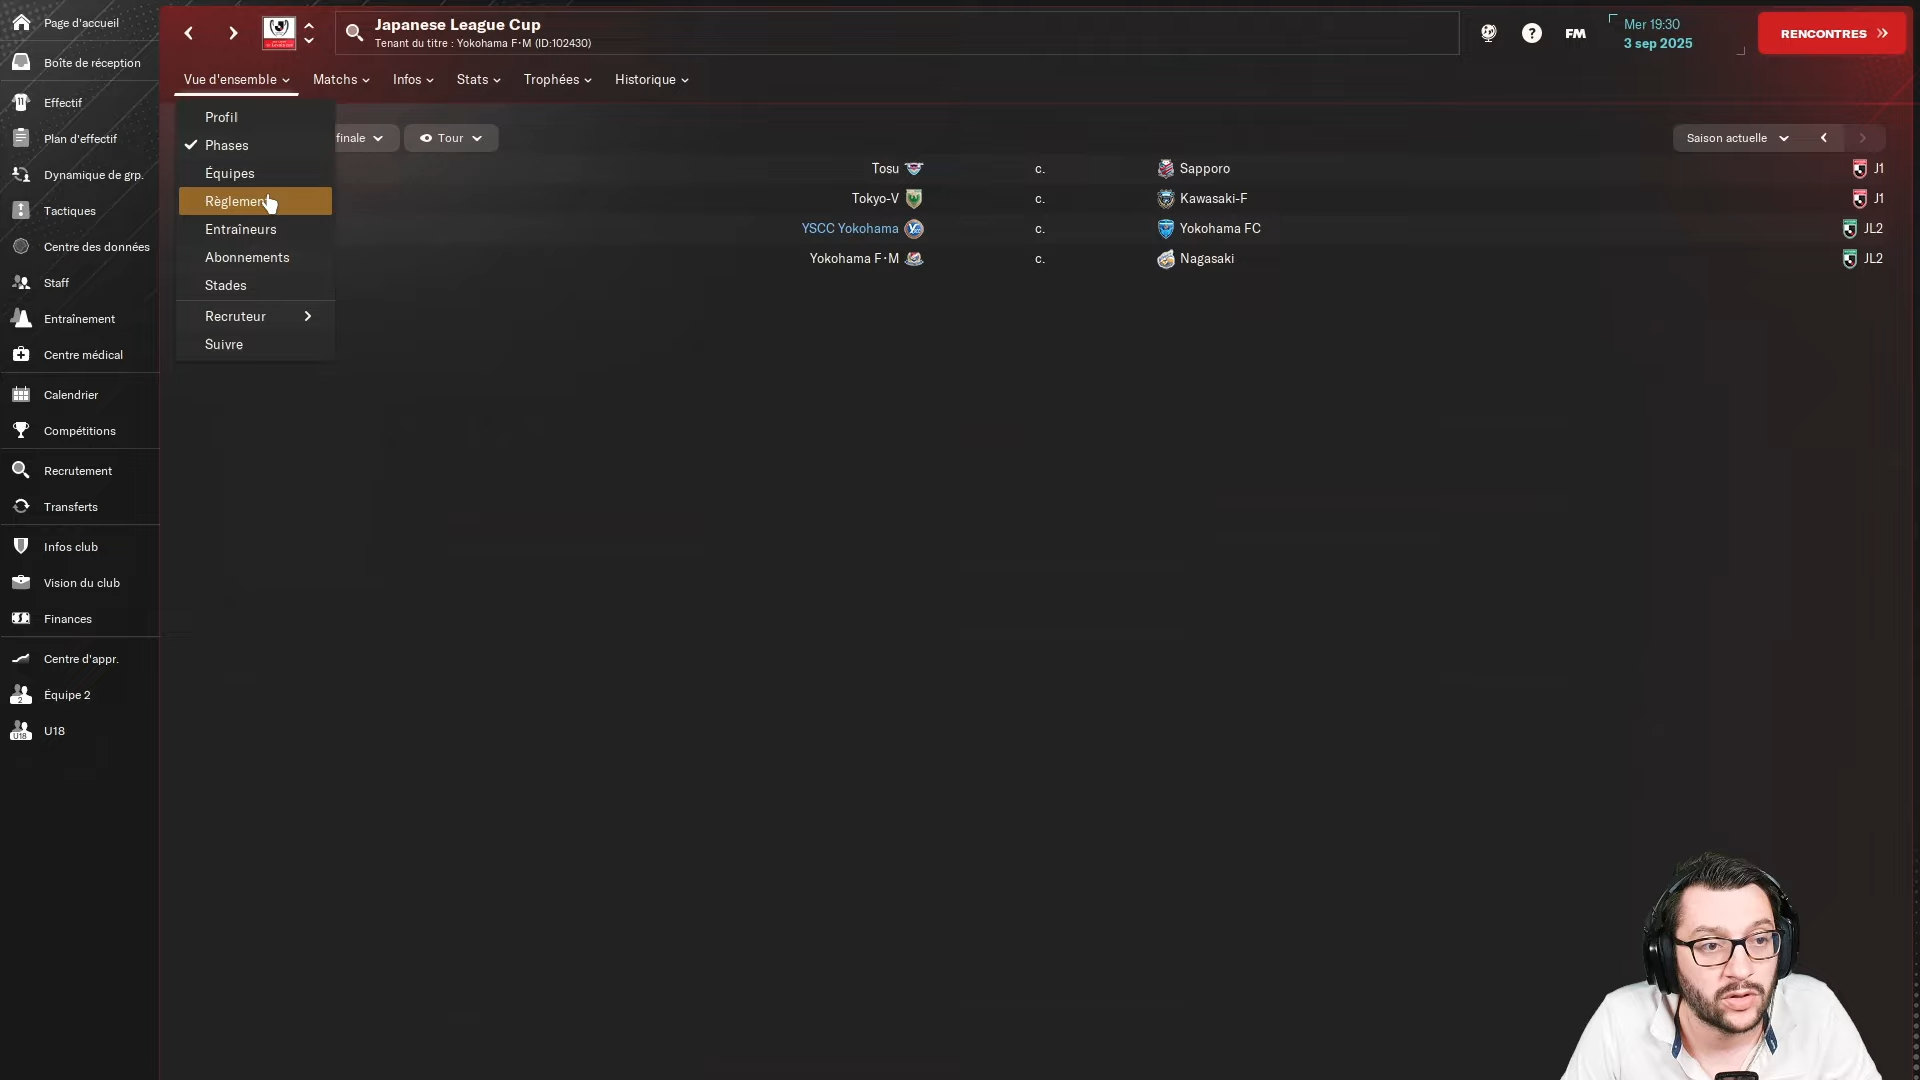 Page d'accueil
Boîte de réception
Effectif
Plan d'effectif
Dynamique de grp.
Tactiques
Centre des données
Staff
Entraînement
Centre médical
Calendrier
Compétitions
Recrutement
Transferts
Infos club
Vision du club
Finances
Centre d'appr.
Équipe 2
U18
Japanese League Cup
Tenant du titre : Yokohama F･M (ID:102430)
FM
Mer 19:30
3 sep 2025
RENCONTRES
Vue d'ensemble
Matchs
Infos
Stats
Trophées
Historique
Profil
Phases
Équipes
Règlement
Entraîneurs
Abonnements
Stades
Recruteur
Suivre
finale
Tour
Saison actuelle
Tosu c. Sapporo J1
Tokyo-V c. Kawasaki-F J1
YSCC Yokohama c. Yokohama FC JL2
Yokohama F･M c. Nagasaki JL2